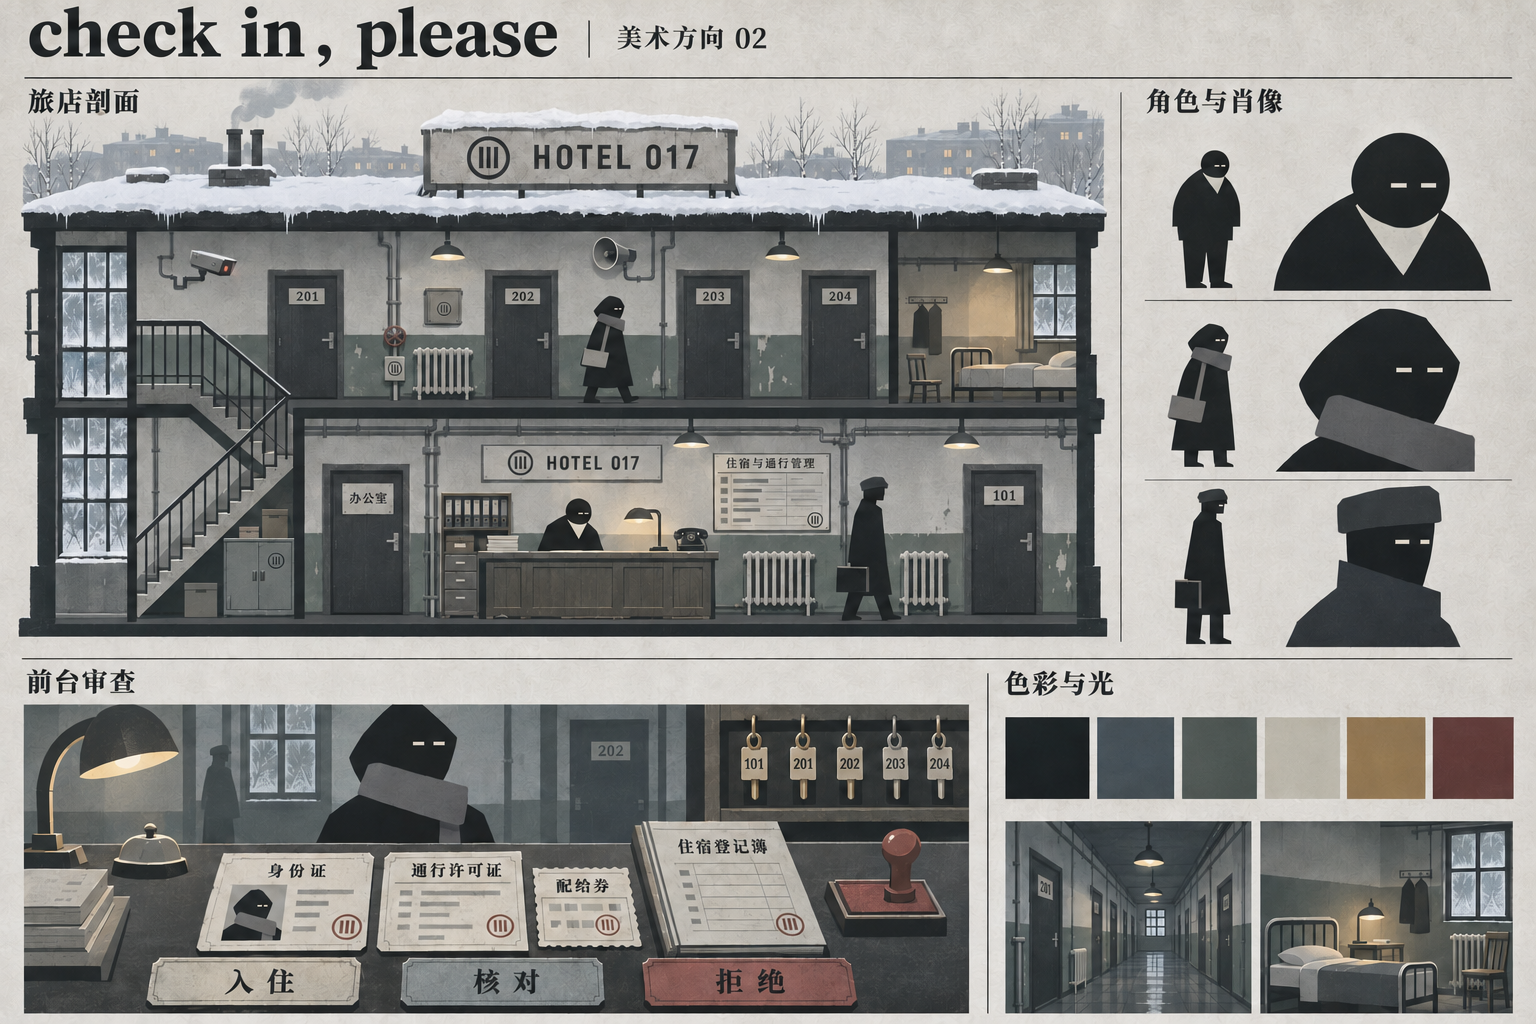 check in, please
美术方向 02
旅店剖面
角色与肖像
HOTEL 017
201
202
203
204
HOTEL 017
住宿与通行管理
办公室
101
前台审查
色彩与光
202
101
201
202
203
204
住宿登记簿
身份证
通行许可证
配给券
入住
核对
拒绝
201